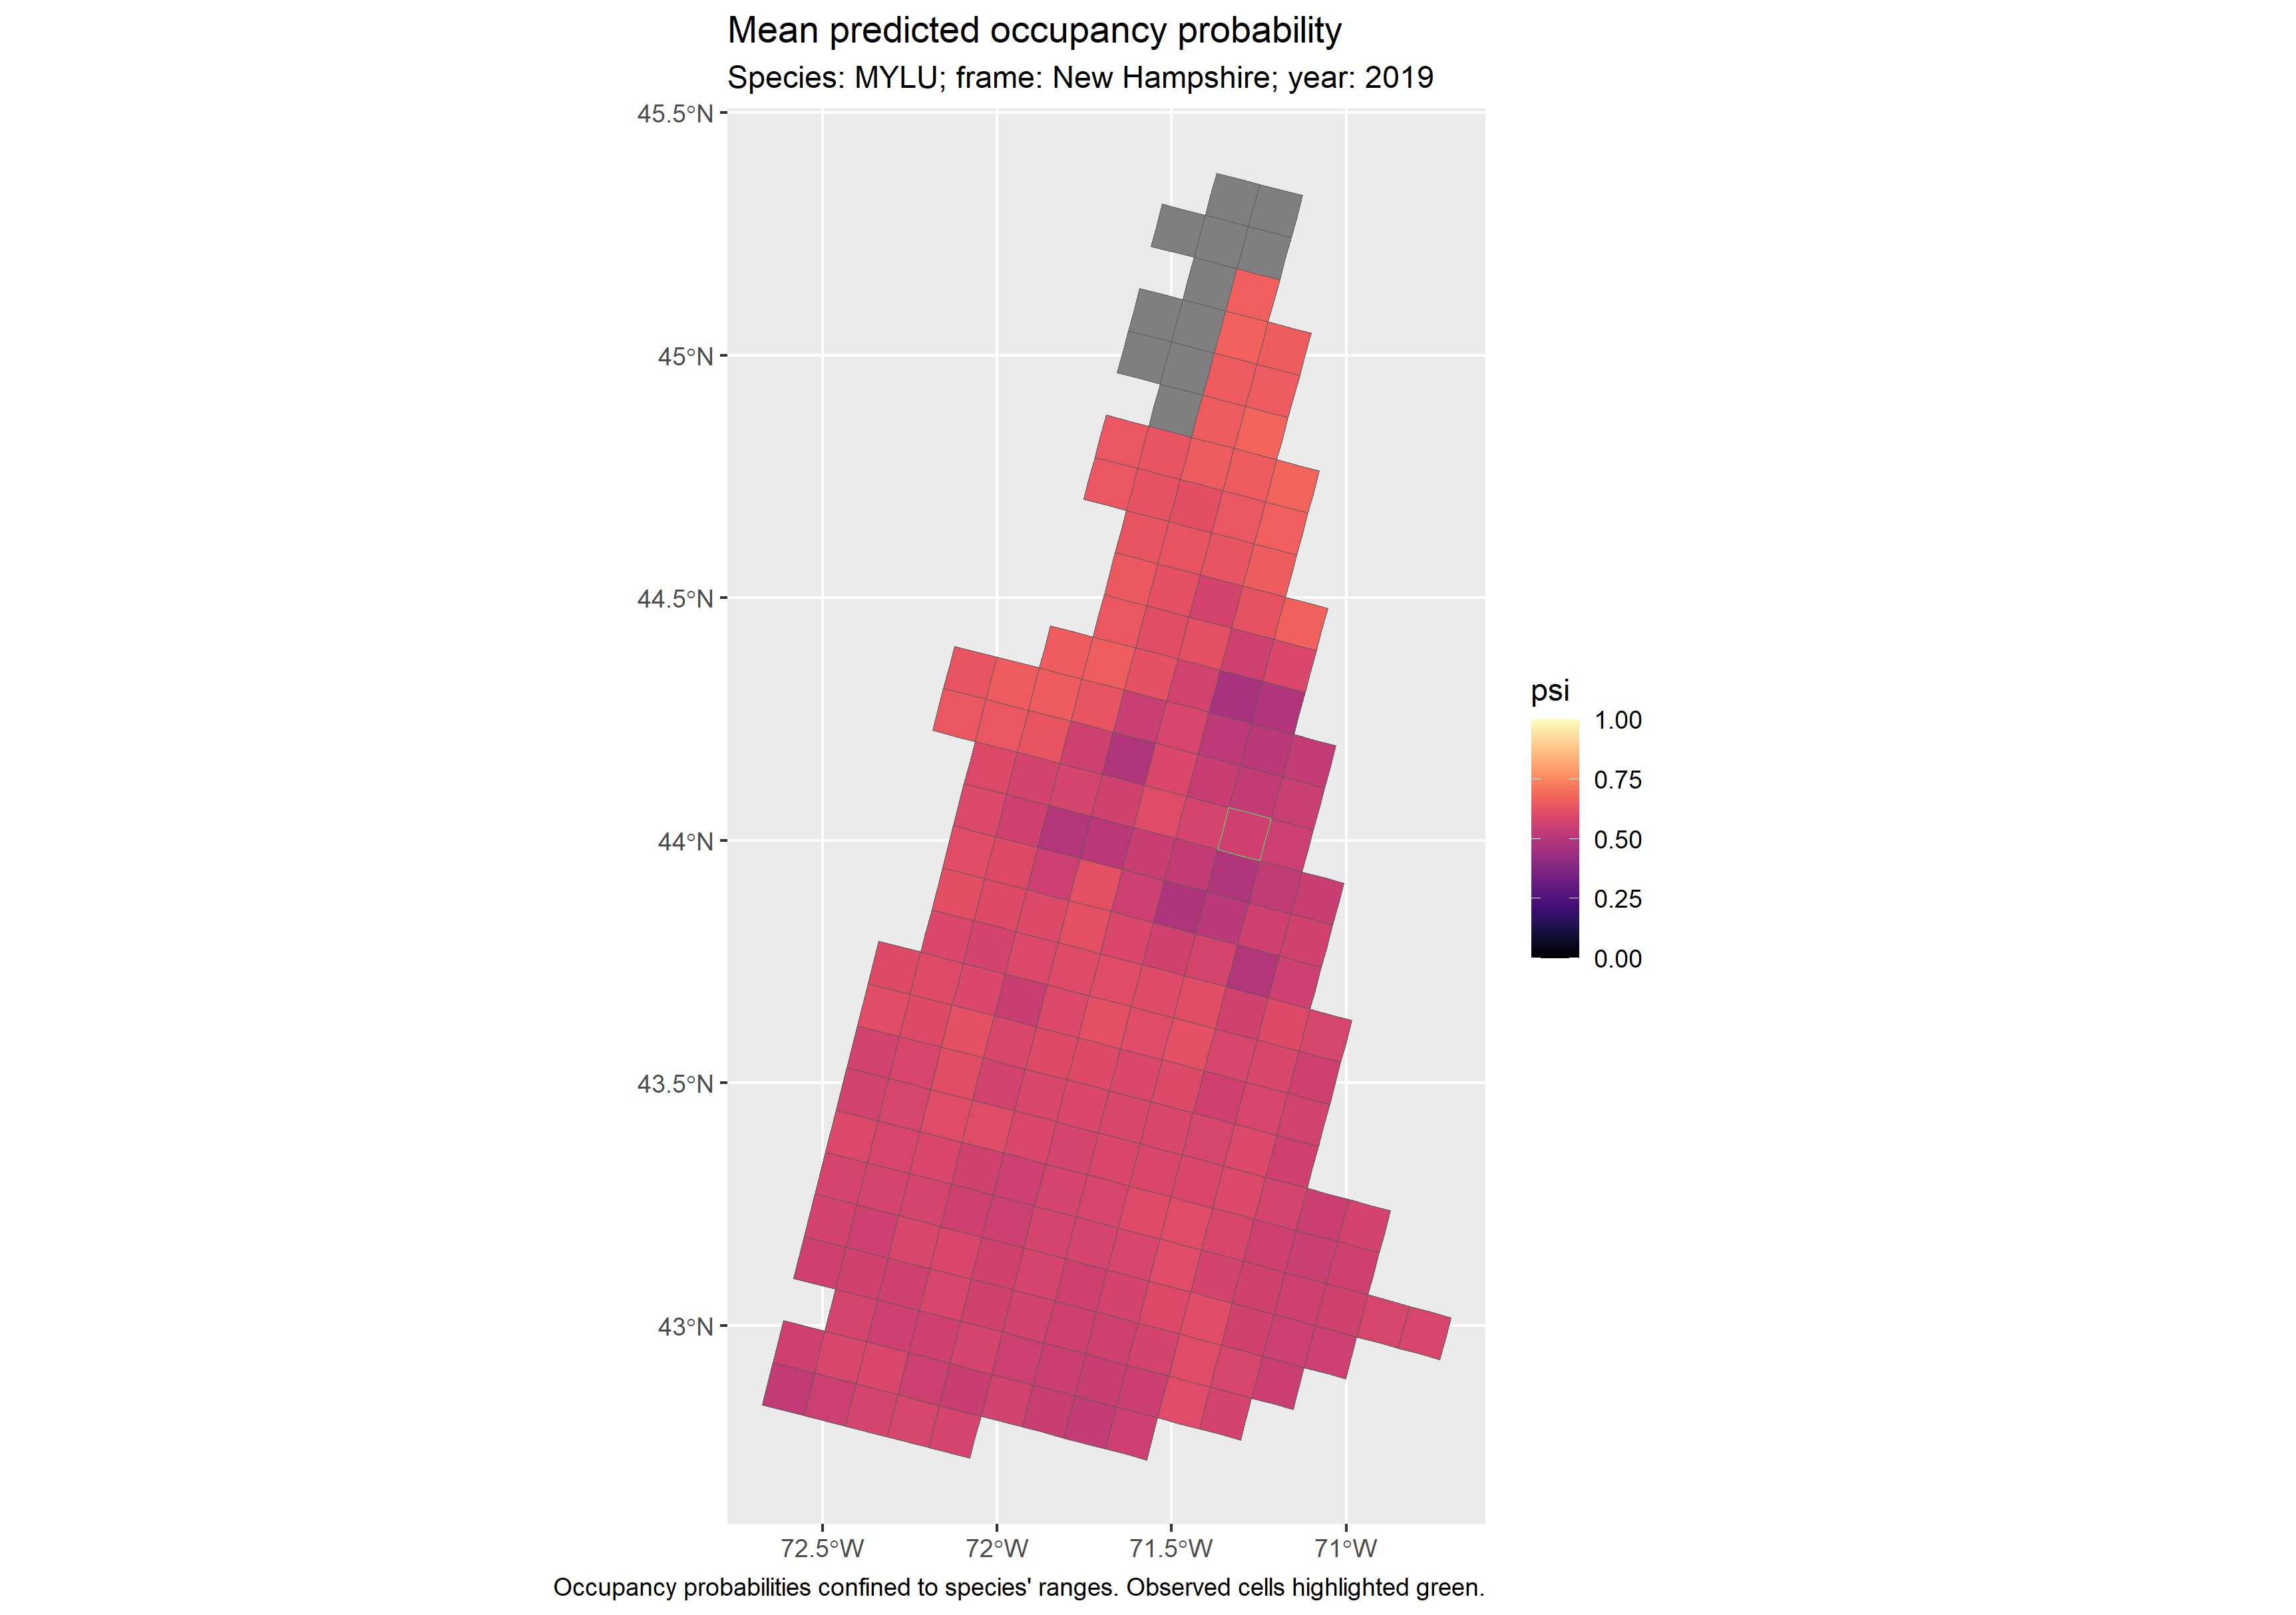 Mean predicted occupancy probability
Species: MYLU; frame: New Hampshire; year: 2019
45.5°N
45°N
44.5°N
44°N
43.5°N
43°N
72.5°W
72°W
71.5°W
71°W
psi
1.00
0.75
0.50
0.25
0.00
Occupancy probabilities confined to species' ranges. Observed cells highlighted green.